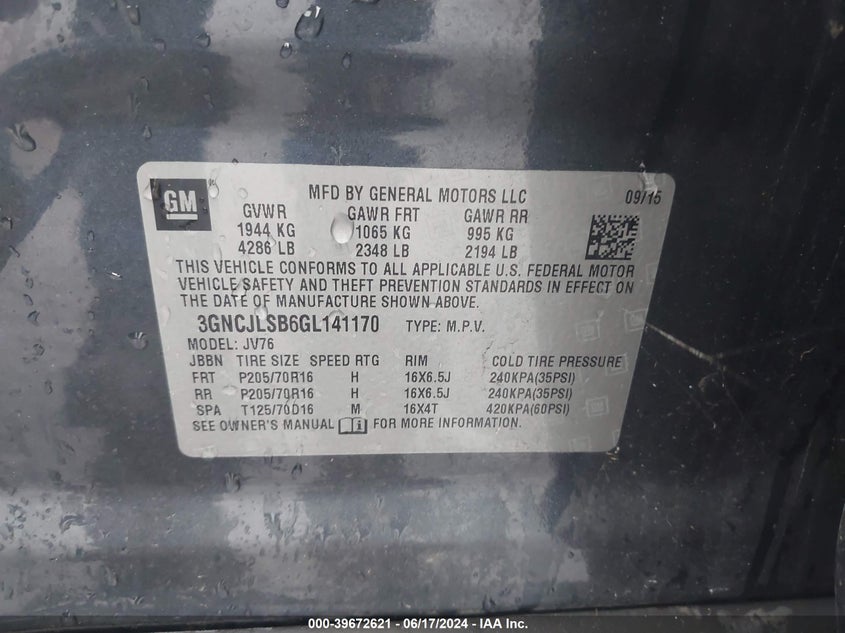 GM
MFD BY GENERAL MOTORS LLC 09/15
GVWR GAWR FRT GAWR RR
1944 KG 1065 KG 995 KG
4286 LB 2348 LB 2194 LB
THIS VEHICLE CONFORMS TO ALL APPLICABLE U.S. FEDERAL MOTOR
VEHICLE SAFETY AND THEFT PREVENTION STANDARDS IN EFFECT ON
THE DATE OF MANUFACTURE SHOWN ABOVE.
3GNCJLSB6GL141170 TYPE: M.P.V.
MODEL: JV76
JBBN TIRE SIZE SPEED RTG RIM COLD TIRE PRESSURE
FRT P205/70R16 H 16X6.5J 240KPA(35PSI)
RR P205/70R16 H 16X6.5J 240KPA(35PSI)
SPA T125/70D16 M 16X4T 420KPA(60PSI)
SEE OWNER'S MANUAL FOR MORE INFORMATION.
000-39672621 - 06/17/2024 - IAA Inc.